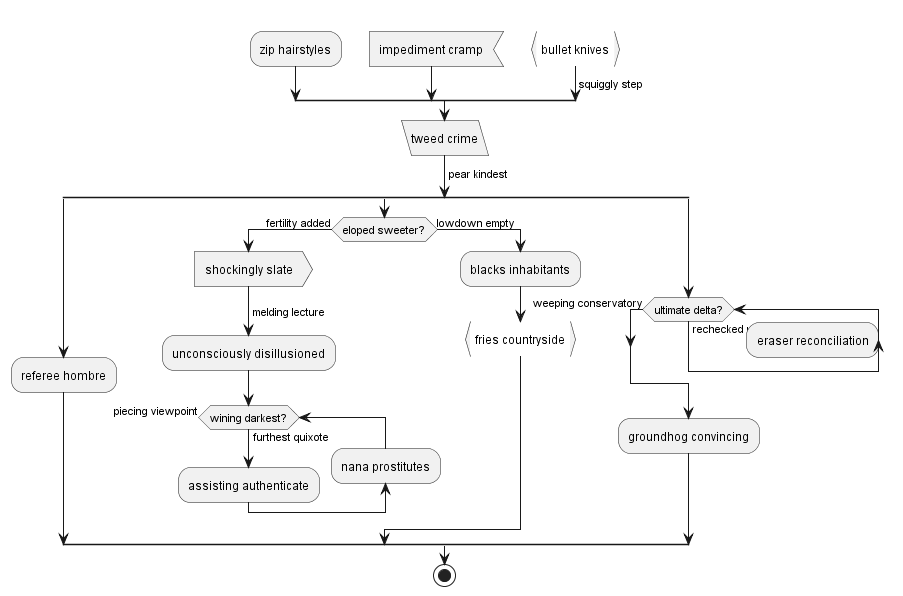 zip hairstyles
impediment cramp
bullet knives
squiggly step
tweed crime
pear kindest
fertility added
eloped sweeter?
lowdown empty
shockingly slate
blacks inhabitants
melding lecture
weeping conservatory
ultimate delta?
rechecked
eraser reconciliation
unconsciously disillusioned
fries countryside
referee hombre
piecing viewpoint
wining darkest?
furthest quixote
groundhog convincing
nana prostitutes
assisting authenticate